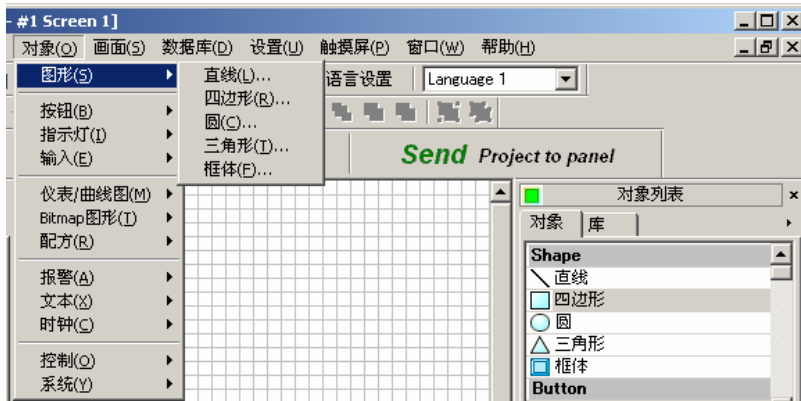 - #1 Screen 1]
对象(O) 画面(S) 数据库(D) 设置(U) 触摸屏(P) 窗口(W) 帮助(H)
图形(S)
直线(L)...
语言设置 Language 1
四边形(R)...
按钮(B)
圆(C)...
指示灯(I)
三角形(T)...
输入(E)
框体(F)...
Send Project to panel
仪表/曲线图(M)
对象列表
Bitmap图形(T)
对象 库
配方(R)
Shape
报警(A)
直线
文本(X)
四边形
时钟(C)
圆
三角形
控制(O)
框体
系统(Y)
Button